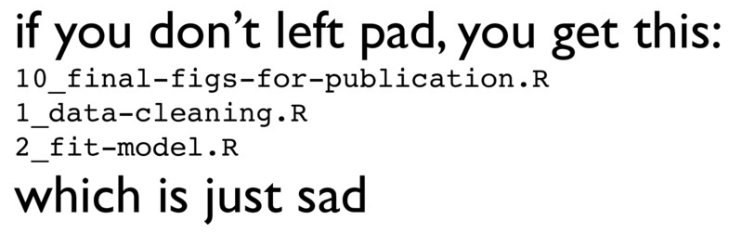 if you don’t left pad, you get this:
10_final-figs-for-publication.R
1_data-cleaning.R
2_fit-model.R
which is just sad